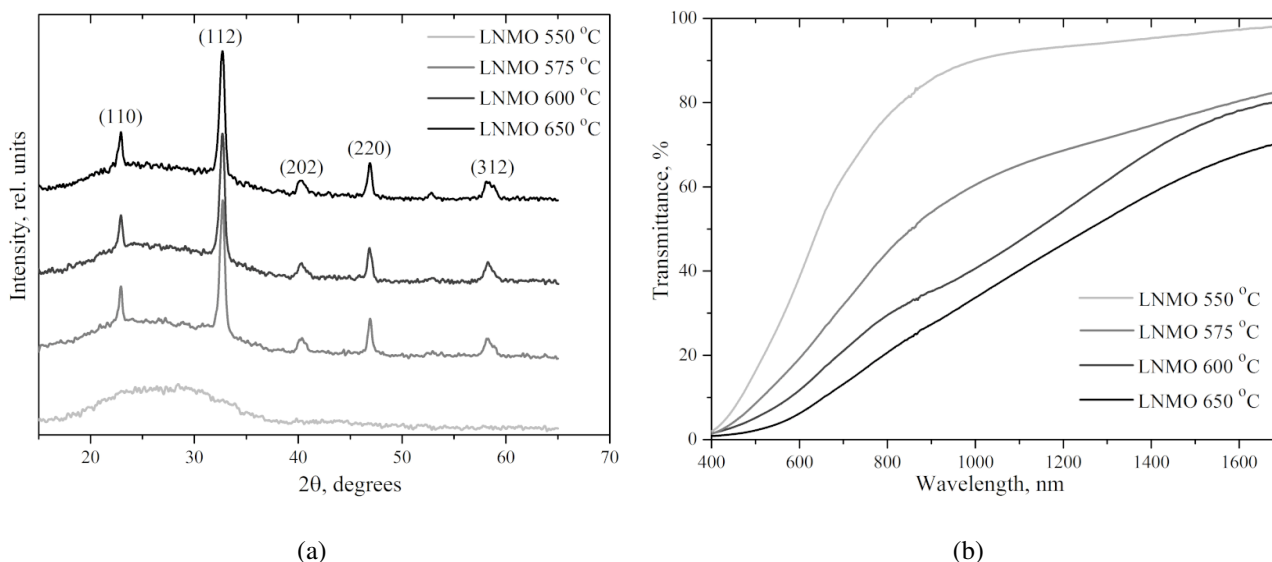 (112)
(110)
(202)
(220)
(312)
LNMO 550 °C
LNMO 575 °C
LNMO 600 °C
LNMO 650 °C
Intensity, rel. units
20
30
40
50
60
70
2θ, degrees
(a)
100
80
60
40
20
0
Transmittance, %
LNMO 550 °C
LNMO 575 °C
LNMO 600 °C
LNMO 650 °C
400
600
800
1000
1200
1400
1600
Wavelength, nm
(b)